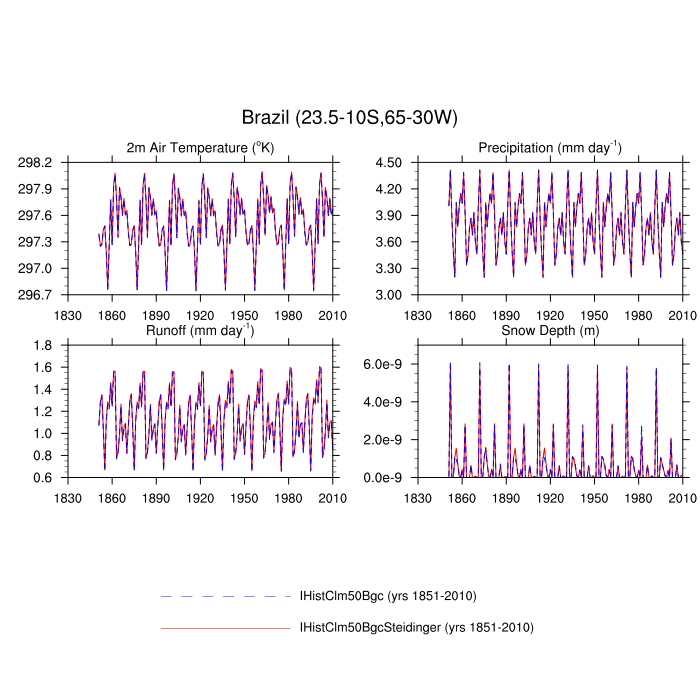 Brazil (23.5-10S,65-30W)
2m Air Temperature (°K)
Precipitation (mm day-1)
298.2
297.9
297.6
297.3
297.0
296.7
1830 1860 1890 1920 1950 1980 2010
4.50
4.20
3.90
3.60
3.30
3.00
1830 1860 1890 1920 1950 1980 2010
Runoff (mm day-1)
Snow Depth (m)
1.8
1.6
1.4
1.2
1.0
0.8
0.6
1830 1860 1890 1920 1950 1980 2010
6.0e-9
4.0e-9
2.0e-9
0.0e-9
1830 1860 1890 1920 1950 1980 2010
IHistClm50Bgc (yrs 1851-2010)
IHistClm50BgcSteidinger (yrs 1851-2010)